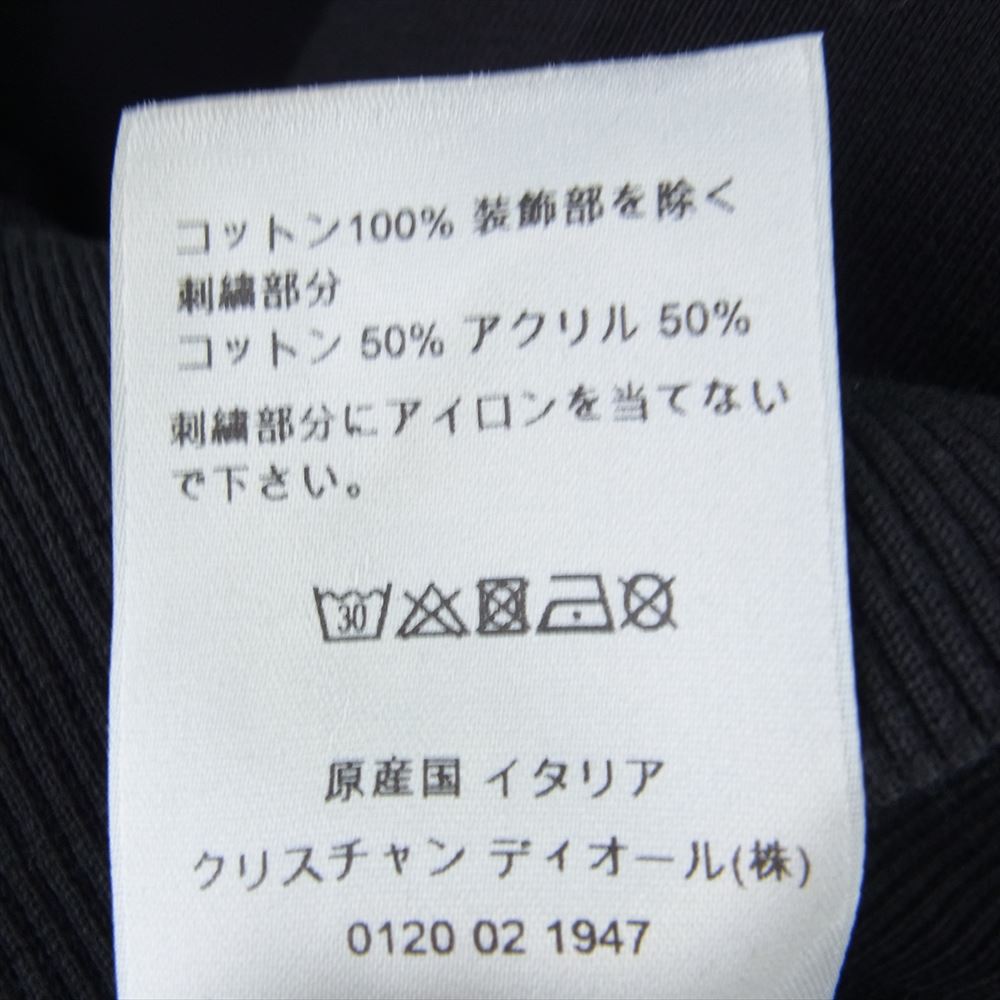 コットン100% 装飾部を除く
刺繍部分
コットン 50% アクリル 50%
刺繍部分にアイロンを当てない
で下さい。
30
原産国 イタリア
クリスチャン ディオール(株)
0120 02 1947